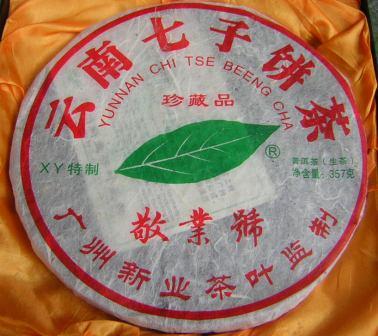 云南七子饼茶
YUNNAN CHI TSE BEENG CHA
珍藏品
®
XY特制
普洱茶（生茶）
净含量：357克
敬業號
广州新业茶叶监制